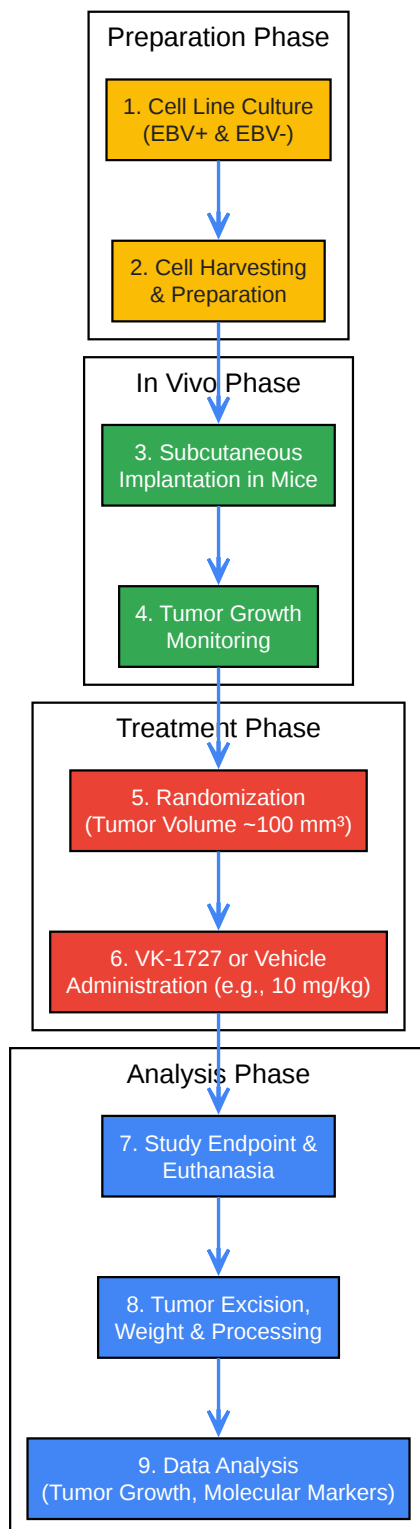 Preparation Phase
1. Cell Line Culture
(EBV+ & EBV-)
2. Cell Harvesting
& Preparation
In Vivo Phase
3. Subcutaneous
Implantation in Mice
4. Tumor Growth
Monitoring
Treatment Phase
5. Randomization
(Tumor Volume ~100 mm³)
6. VK-1727 or Vehicle
Administration (e.g., 10 mg/kg)
Analysis Phase
7. Study Endpoint &
Euthanasia
8. Tumor Excision,
Weight & Processing
9. Data Analysis
(Tumor Growth, Molecular Markers)